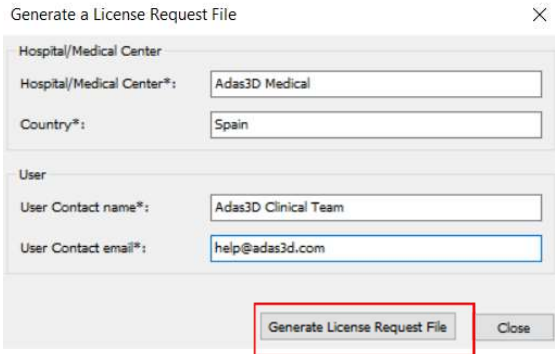 Generate a License Request File
Hospital/Medical Center
Hospital/Medical Center*: Adas3D Medical
Country*: Spain
User
User Contact name*: Adas3D Clinical Team
User Contact email*: help@adas3d.com
Generate License Request File Close